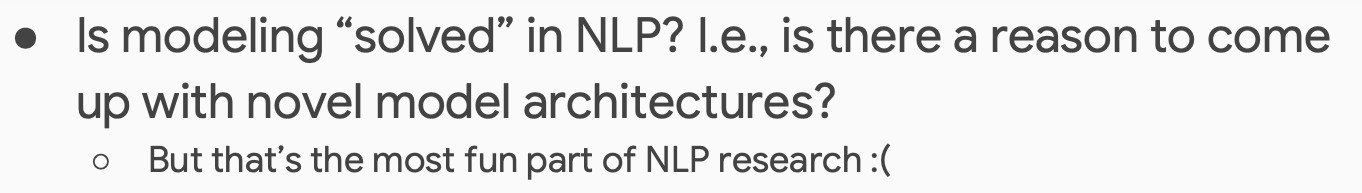 ● Is modeling “solved” in NLP? I.e., is there a reason to come
up with novel model architectures?
○ But that’s the most fun part of NLP research :(